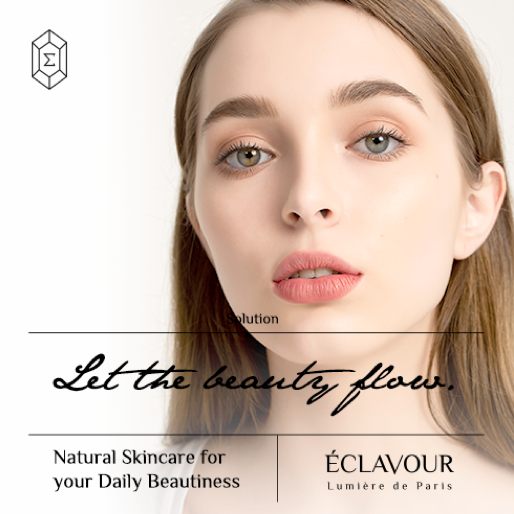 Σ
Solution
Let the beauty flow.
Natural Skincare for
your Daily Beautiness
ÉCLAVOUR
Lumière de Paris